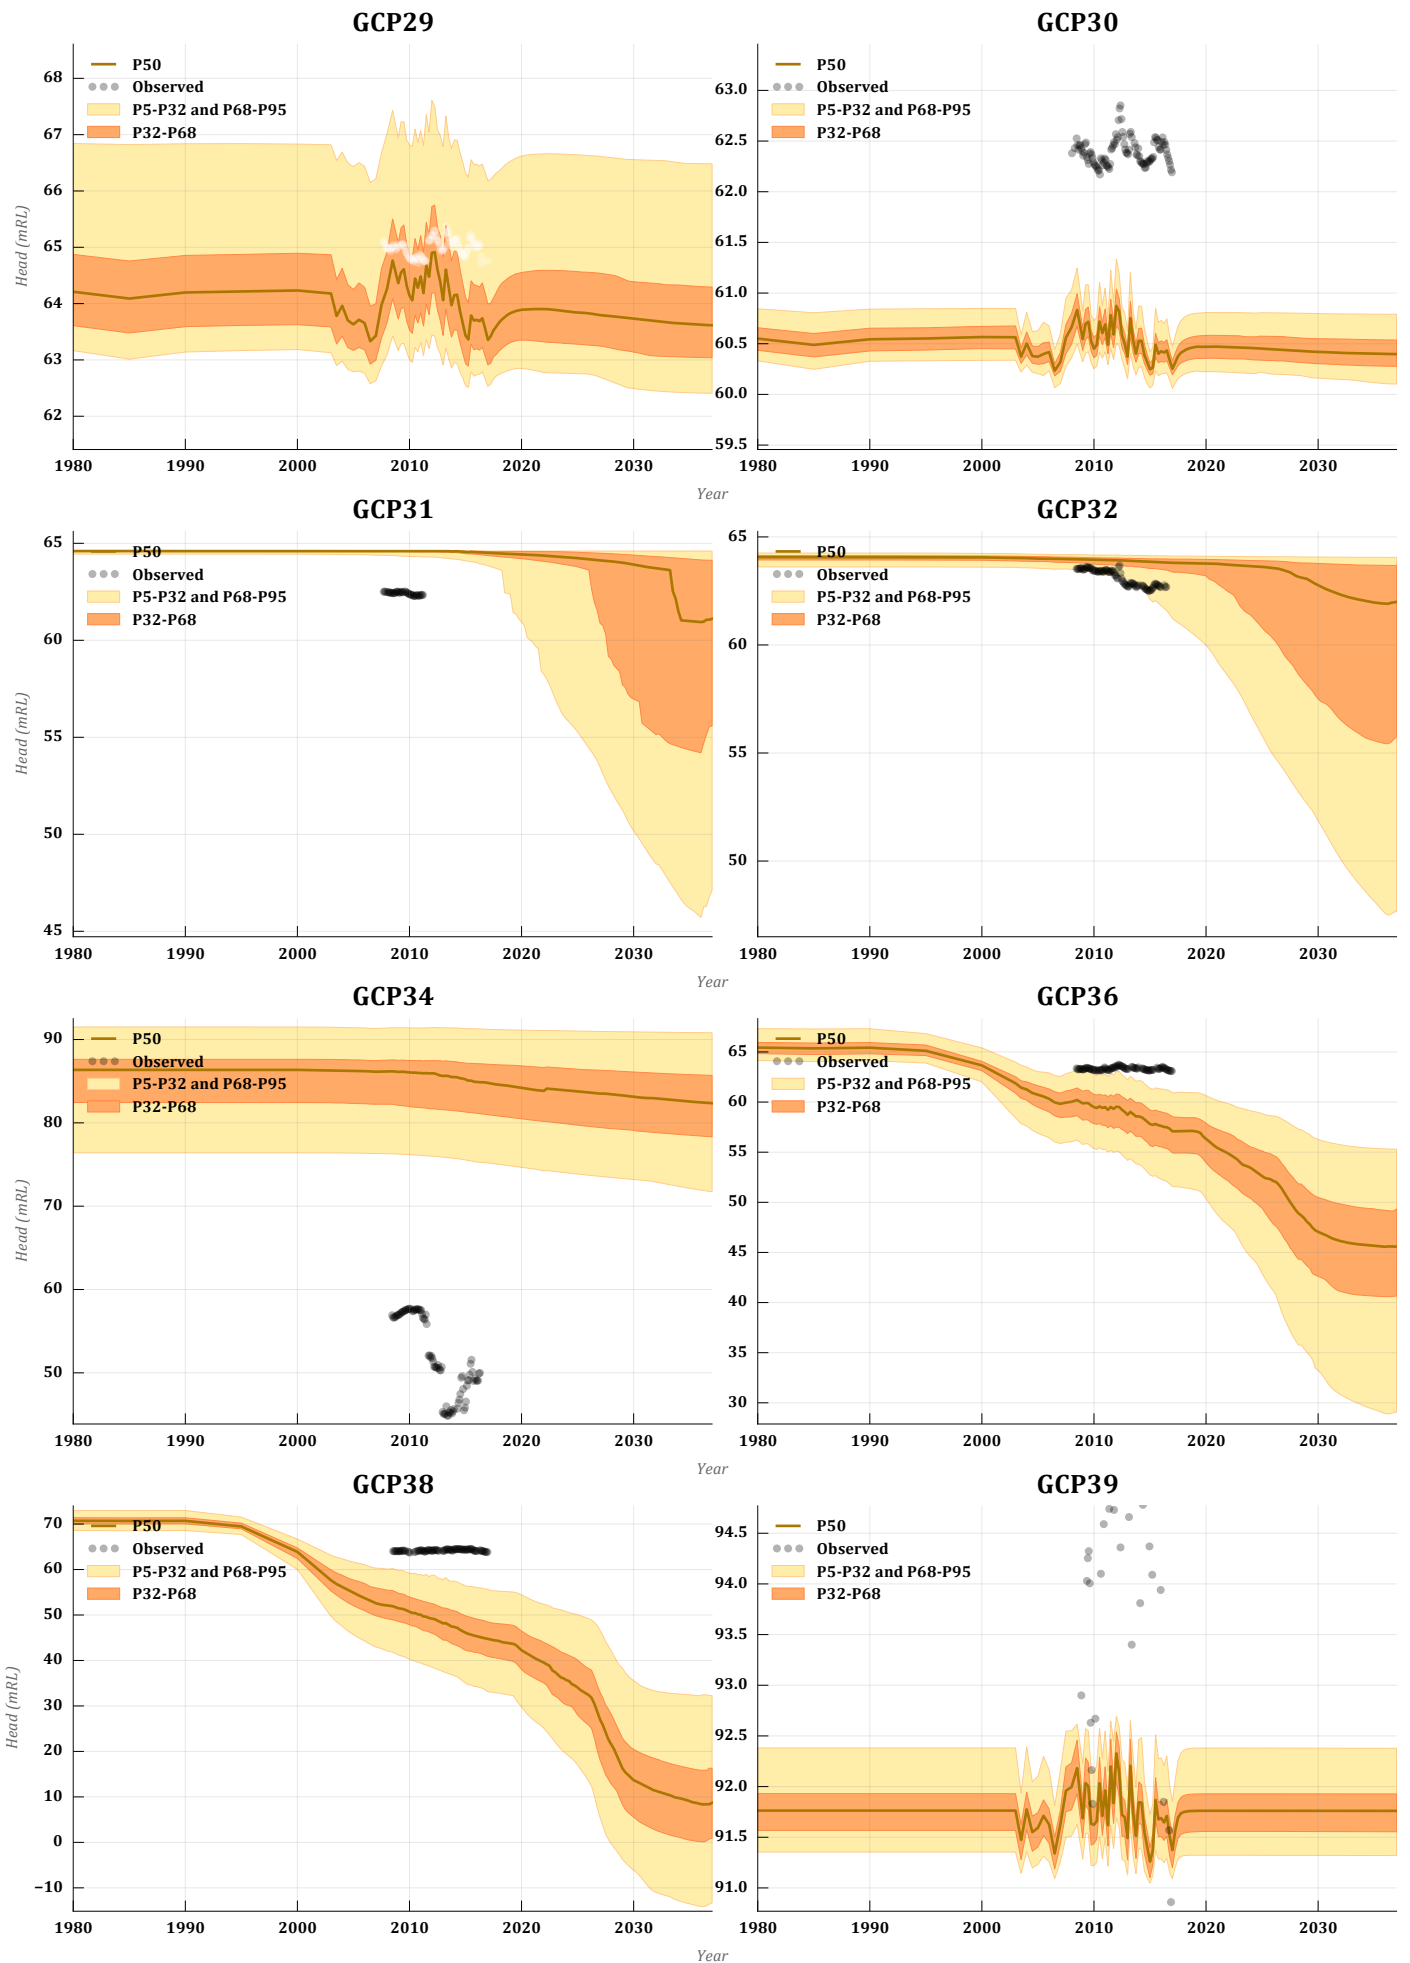 GCP29
GCP30
P50
Observed
P5-P32 and P68-P95
P32-P68
68
67
66
65
64
63
62
Head (mRL)
1980
1990
2000
2010
2020
2030
P50
Observed
P5-P32 and P68-P95
P32-P68
63.0
62.5
62.0
61.5
61.0
60.5
60.0
59.5
1980
1990
2000
2010
2020
2030
Year
GCP31
GCP32
P50
Observed
P5-P32 and P68-P95
P32-P68
65
60
55
50
45
Head (mRL)
1980
1990
2000
2010
2020
2030
P50
Observed
P5-P32 and P68-P95
P32-P68
65
60
55
50
1980
1990
2000
2010
2020
2030
Year
GCP34
GCP36
P50
Observed
P5-P32 and P68-P95
P32-P68
90
80
70
60
50
Head (mRL)
1980
1990
2000
2010
2020
2030
P50
Observed
P5-P32 and P68-P95
P32-P68
65
60
55
50
45
40
35
30
1980
1990
2000
2010
2020
2030
Year
GCP38
GCP39
P50
Observed
P5-P32 and P68-P95
P32-P68
70
60
50
40
30
20
10
0
−10
Head (mRL)
1980
1990
2000
2010
2020
2030
P50
Observed
P5-P32 and P68-P95
P32-P68
94.5
94.0
93.5
93.0
92.5
92.0
91.5
91.0
1980
1990
2000
2010
2020
2030
Year